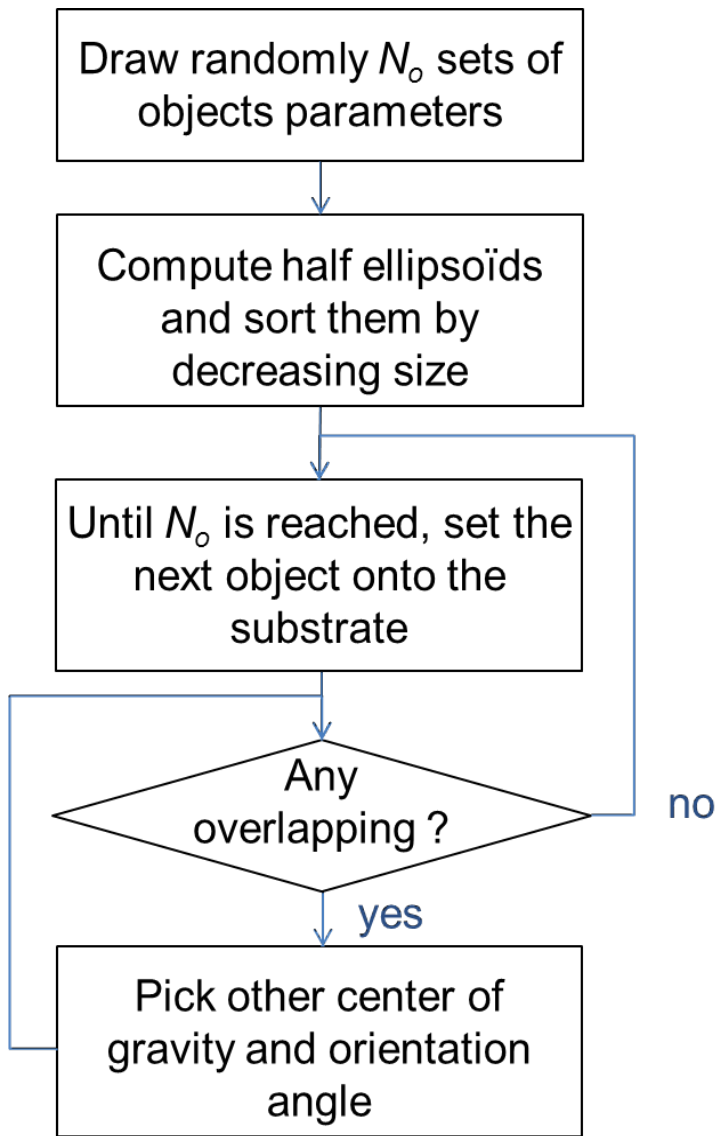 Draw randomly Nₒ sets of
objects parameters
Compute half ellipsoïds
and sort them by
decreasing size
Until Nₒ is reached, set the
next object onto the
substrate
Any
overlapping ?
no
yes
Pick other center of
gravity and orientation
angle